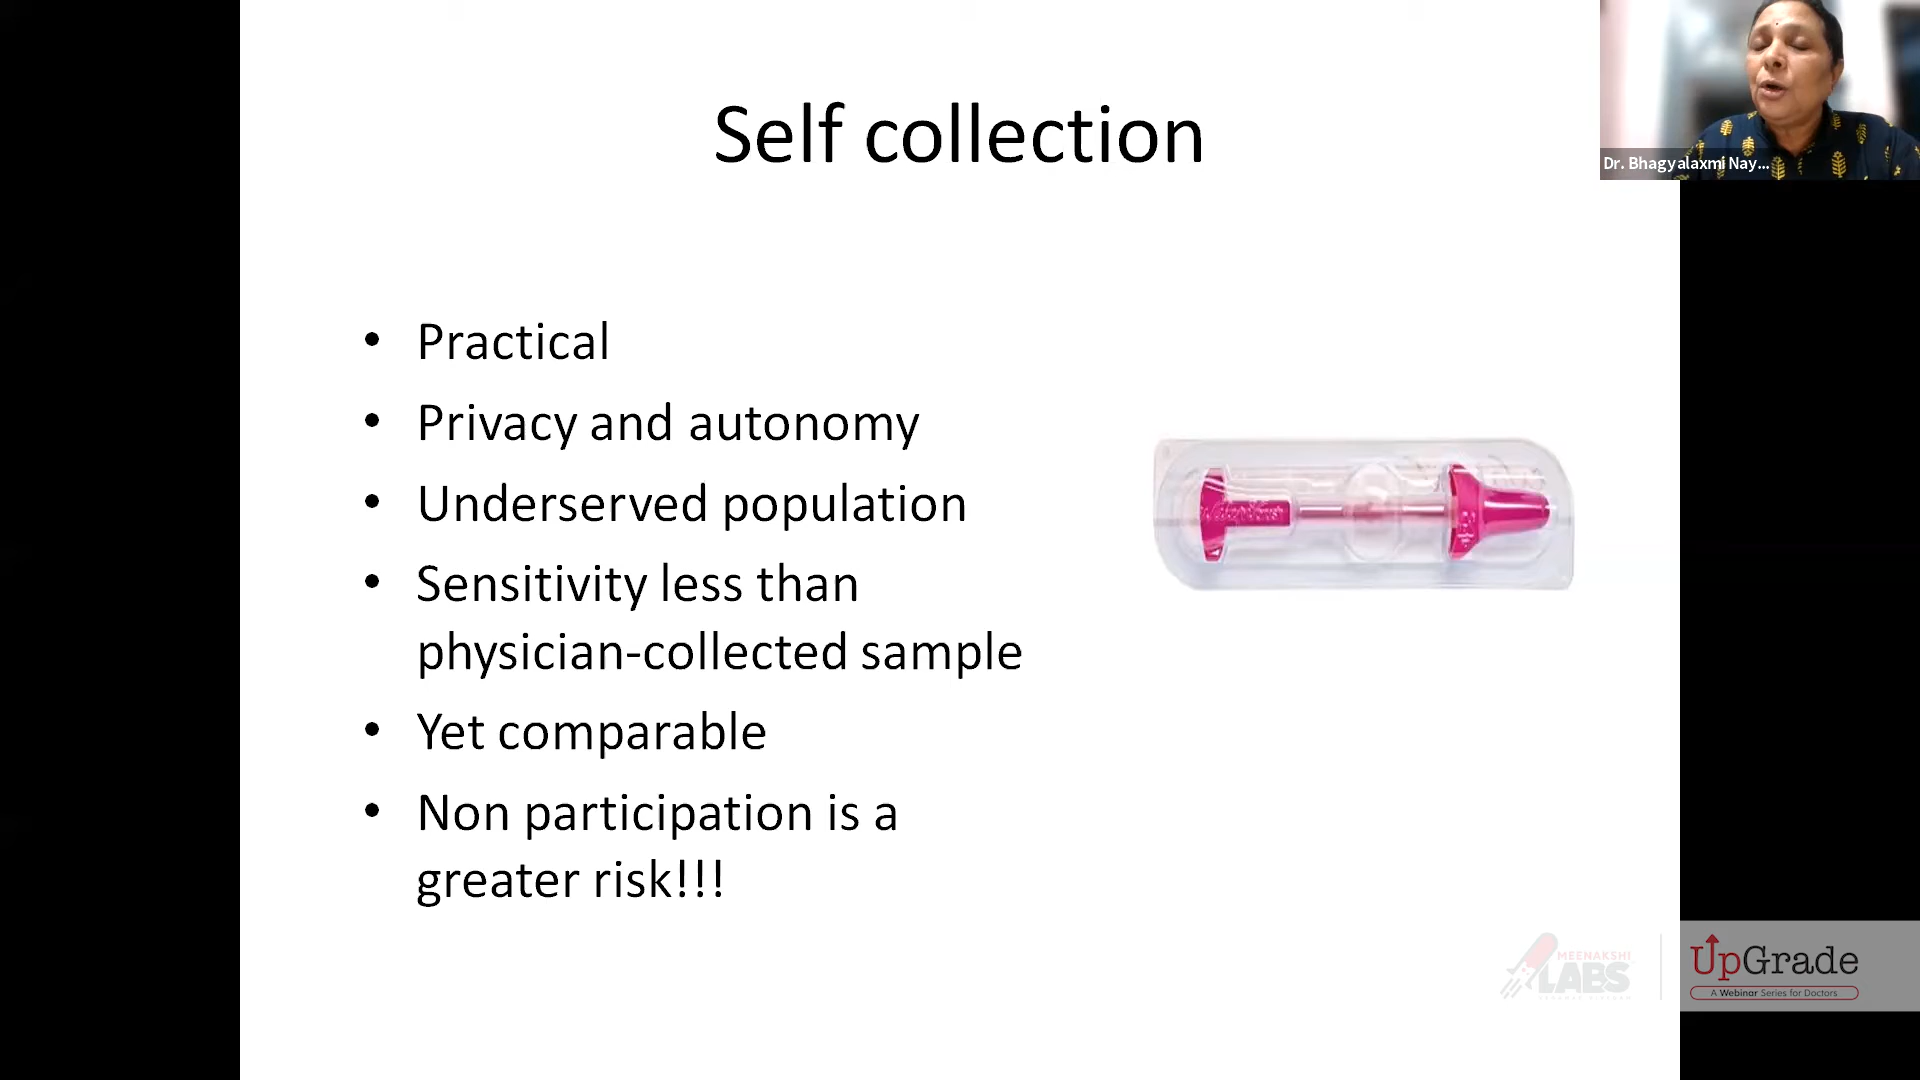 Self collection
Dr. Bhagyalaxmi Nay...
• Practical
• Privacy and autonomy
• Underserved population
• Sensitivity less than
physician-collected sample
• Yet comparable
• Non participation is a
greater risk!!!
MEENAKSHI
LABS
UpGrade
A Webinar Series for Doctors